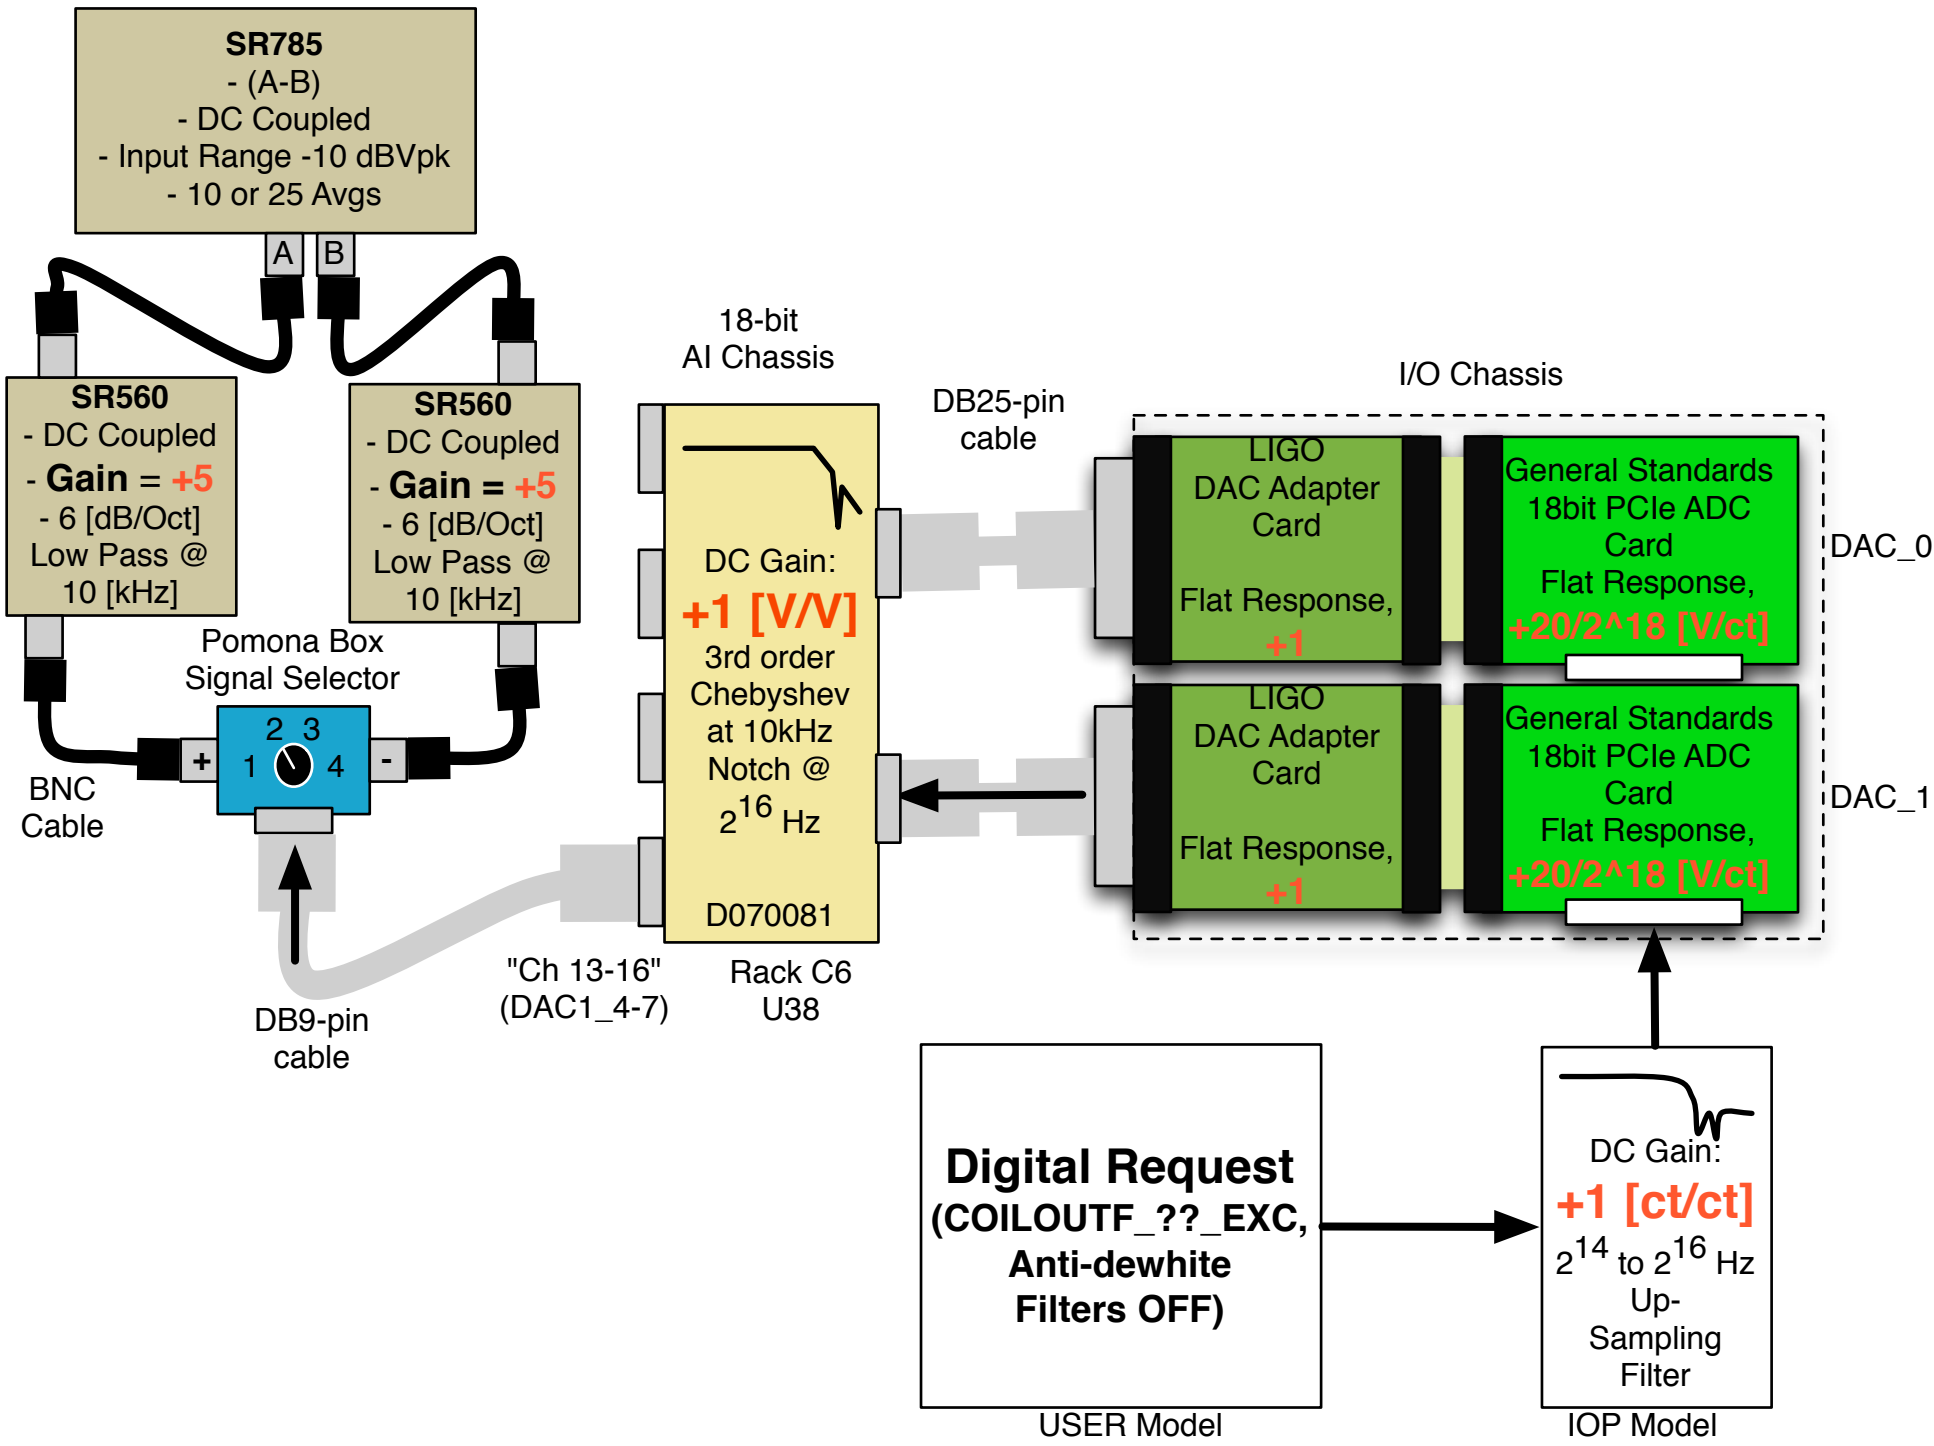 SR785
- (A-B)
- DC Coupled
- Input Range -10 dBVpk
- 10 or 25 Avgs
A
B
SR560
- DC Coupled
- Gain = +5
- 6 [dB/Oct]
Low Pass @
10 [kHz]
SR560
- DC Coupled
- Gain = +5
- 6 [dB/Oct]
Low Pass @
10 [kHz]
Pomona Box
Signal Selector
+
1
2
3
4
-
BNC
Cable
DB9-pin
cable
18-bit
AI Chassis
DC Gain:
+1 [V/V]
3rd order
Chebyshev
at 10kHz
Notch @
2^16 Hz
D070081
Rack C6
U38
"Ch 13-16"
(DAC1_4-7)
DB25-pin
cable
I/O Chassis
LIGO
DAC Adapter
Card
Flat Response,
+1
General Standards
18bit PCIe ADC
Card
Flat Response,
+20/2^18 [V/ct]
DAC_0
LIGO
DAC Adapter
Card
Flat Response,
+1
General Standards
18bit PCIe ADC
Card
Flat Response,
+20/2^18 [V/ct]
DAC_1
Digital Request
(COILOUTF_??_EXC,
Anti-dewhite
Filters OFF)
USER Model
DC Gain:
+1 [ct/ct]
2^14 to 2^16 Hz
Up-
Sampling
Filter
IOP Model